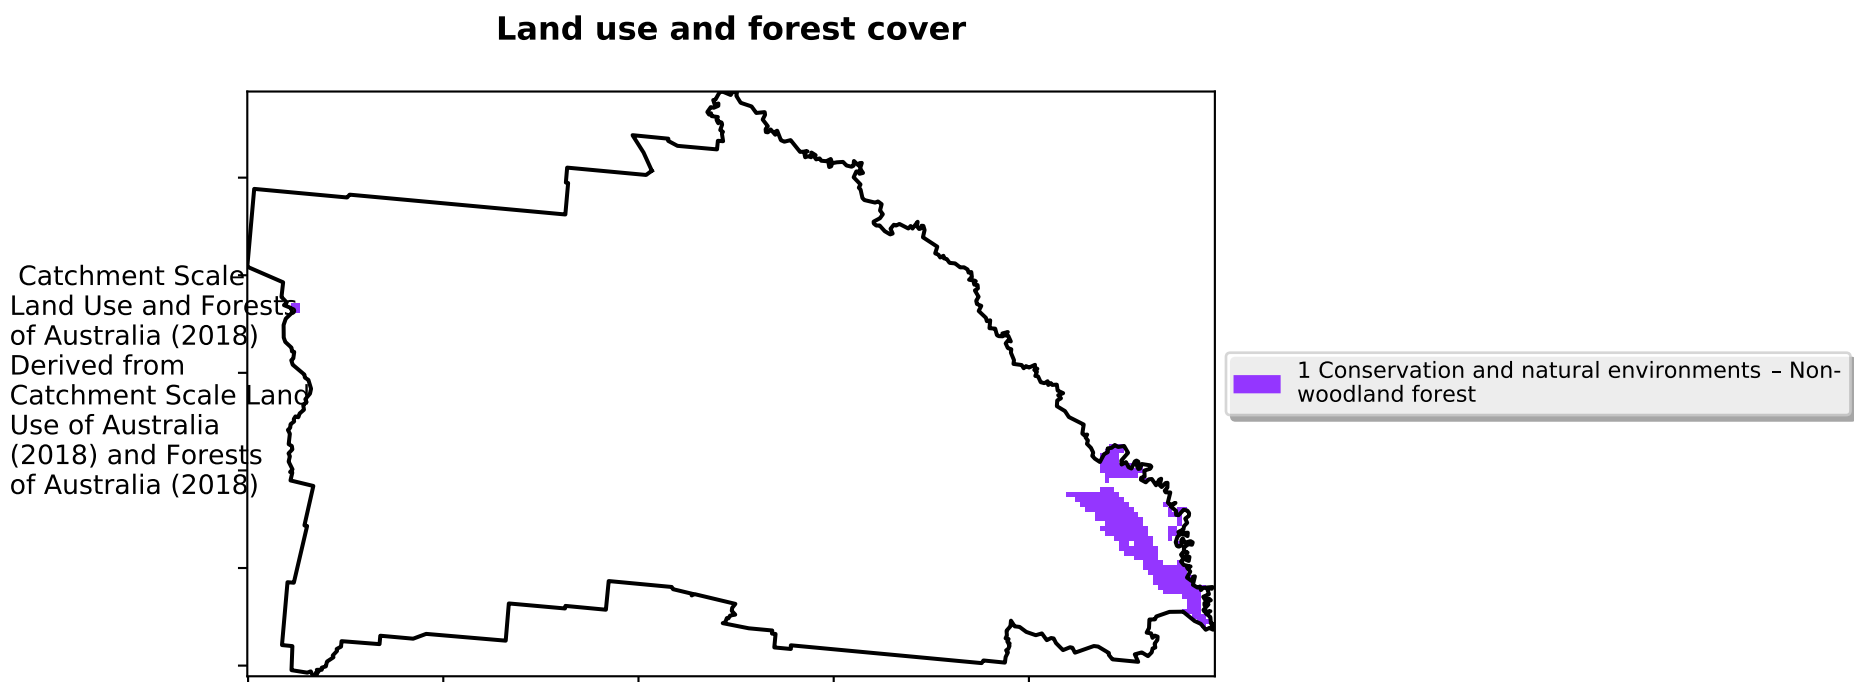 Land use and forest cover
Catchment Scale
Land Use and Forests
of Australia (2018)
Derived from
Catchment Scale Land
Use of Australia
(2018) and Forests
of Australia (2018)
1 Conservation and natural environments – Non-
woodland forest